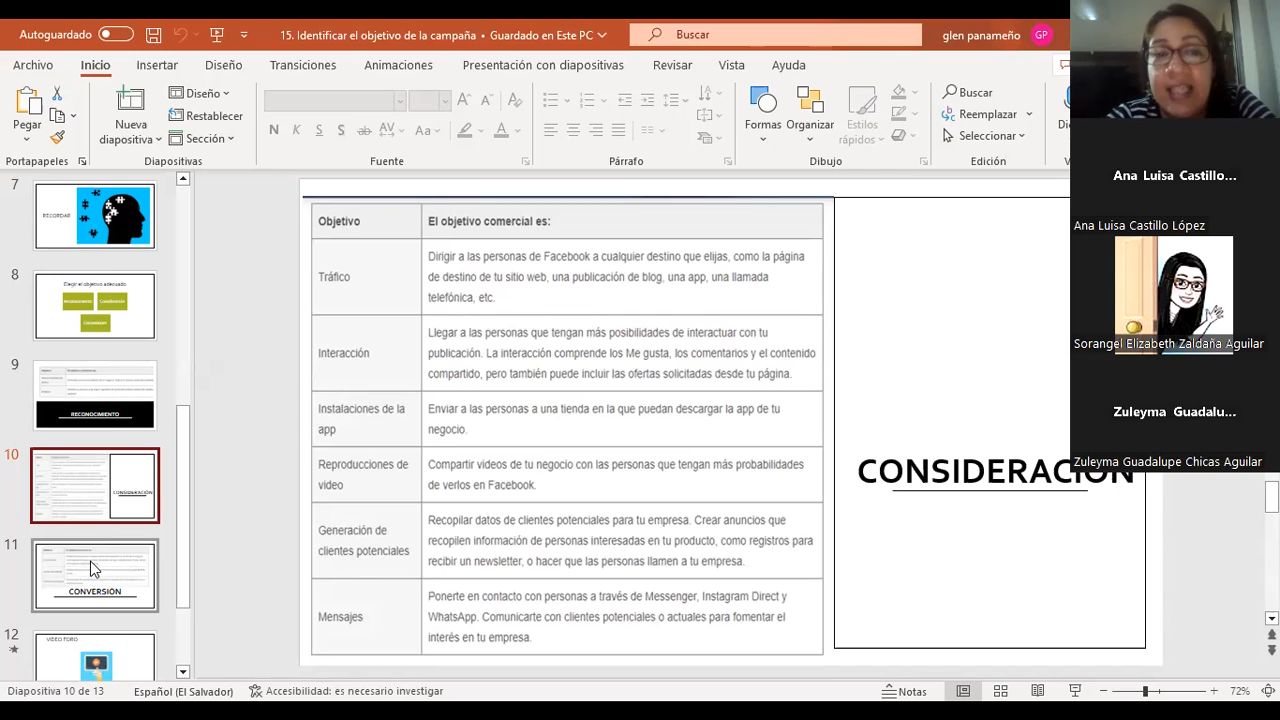 Autoguardado
15. Identificar el objetivo de la campaña • Guardado en Este PC
Buscar
glen panameño
GP
Archivo
Inicio
Insertar
Diseño
Transiciones
Animaciones
Presentación con diapositivas
Revisar
Vista
Ayuda
Pegar
Nueva
diapositiva
Diseño
Restablecer
Sección
Formas
Organizar
Estilos
rápidos
Buscar
Reemplazar
Seleccionar
Portapapeles
Diapositivas
Fuente
Párrafo
Dibujo
Edición
7
RECORDAR
8
Elegir el objetivo adecuado
9
RECONOCIMIENTO
10
CONSIDERACIÓN
11
CONVERSIÓN
12
VIDEO FORO
Objetivo
El objetivo comercial es:
Tráfico
Dirigir a las personas de Facebook a cualquier destino que elijas, como la página
de destino de tu sitio web, una publicación de blog, una app, una llamada
telefónica, etc.
Interacción
Llegar a las personas que tengan más posibilidades de interactuar con tu
publicación. La interacción comprende los Me gusta, los comentarios y el contenido
compartido, pero también puede incluir las ofertas solicitadas desde tu página.
Instalaciones de la
app
Enviar a las personas a una tienda en la que puedan descargar la app de tu
negocio.
Reproducciones de
video
Compartir videos de tu negocio con las personas que tengan más probabilidades
de verlos en Facebook.
Generación de
clientes potenciales
Recopilar datos de clientes potenciales para tu empresa. Crear anuncios que
recopilen información de personas interesadas en tu producto, como registros para
recibir un newsletter, o hacer que las personas llamen a tu empresa.
Mensajes
Ponerte en contacto con personas a través de Messenger, Instagram Direct y
WhatsApp. Comunicarte con clientes potenciales o actuales para fomentar el
interés en tu empresa.
CONSIDERACIÓN
Ana Luisa Castillo...
Ana Luisa Castillo López
Sorangel Elizabeth Zaldaña Aguilar
Zuleyma Guadalu...
Zuleyma Guadalupe Chicas Aguilar
Diapositiva 10 de 13
Español (El Salvador)
Accesibilidad: es necesario investigar
Notas
72%